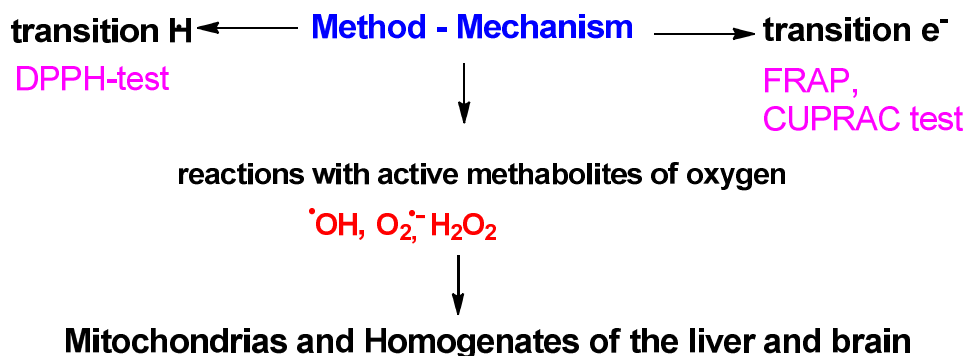 transition H
Method - Mechanism
transition e⁻
DPPH-test
FRAP,
CUPRAC test
reactions with active methabolites of oxygen
•OH, O₂•⁻, H₂O₂
Mitochondrias and Homogenates of the liver and brain